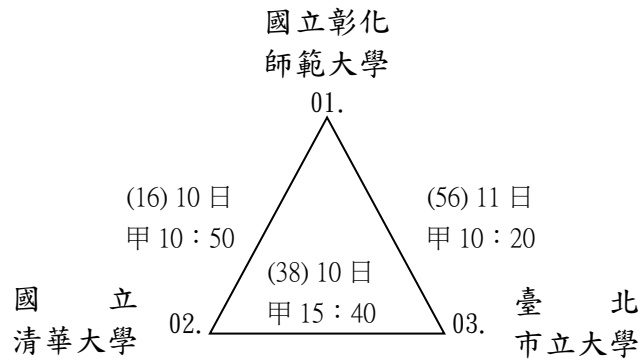 國立彰化
師範大學
01.
(16) 10 日
甲 10：50
(56) 11 日
甲 10：20
(38) 10 日
甲 15：40
國 立
清華大學
02.
03.
臺 北
市立大學